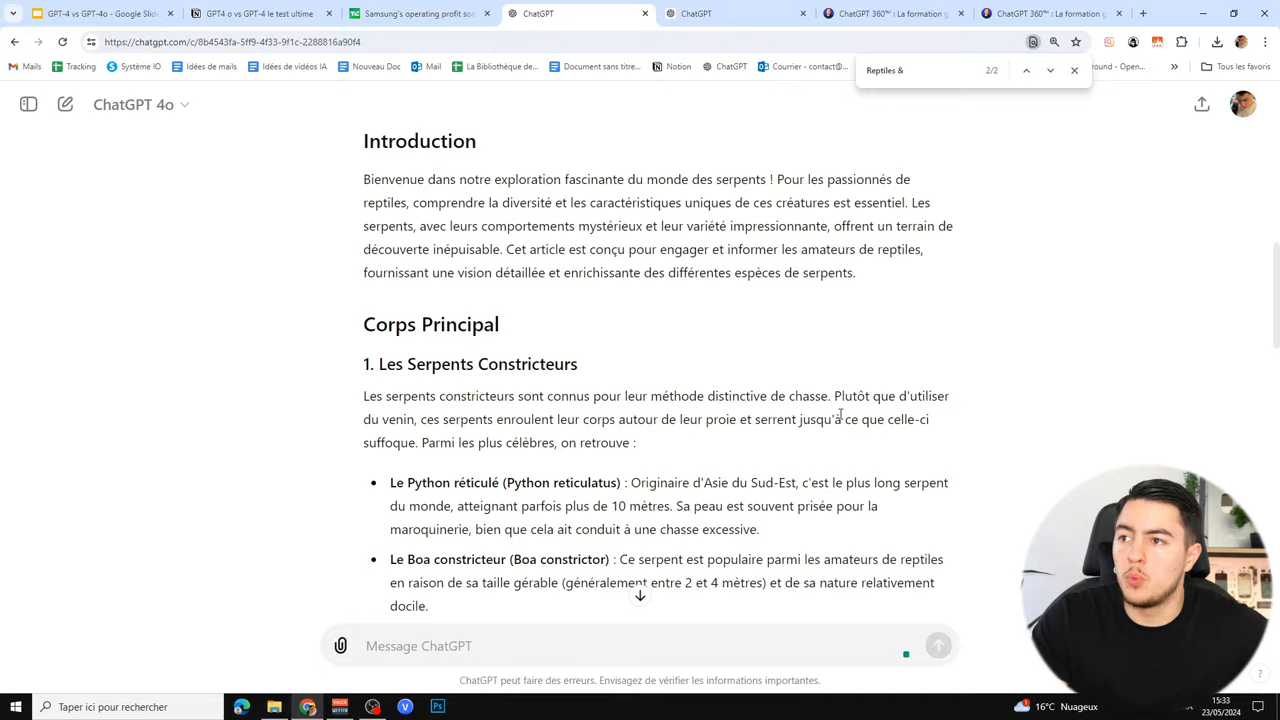 GPT-4 vs GPT-4o - Google Slide
GPT4 o vs GPT-4 le test ultime
Samsung's operating profit soa
ChatGPT
ChatGPT
ChatGPT 360™ : La formation g
ChatGPT 360™ : La formation g
https://chatgpt.com/c/8b4543fa-5ff9-4f33-9f1c-2288816a90f4
Mails
Tracking
Système IO
Idées de mails
Idées de vidéos IA
Nouveau Doc
Mail
La Bibliothèque de...
Document sans titre...
Notion
ChatGPT
Courrier - contact@...
round - Open...
Tous les favoris
Reptiles &
2/2
ChatGPT 4o
Introduction
Bienvenue dans notre exploration fascinante du monde des serpents ! Pour les passionnés de
reptiles, comprendre la diversité et les caractéristiques uniques de ces créatures est essentiel. Les
serpents, avec leurs comportements mystérieux et leur variété impressionnante, offrent un terrain de
découverte inépuisable. Cet article est conçu pour engager et informer les amateurs de reptiles,
fournissant une vision détaillée et enrichissante des différentes espèces de serpents.
Corps Principal
1. Les Serpents Constricteurs
Les serpents constricteurs sont connus pour leur méthode distinctive de chasse. Plutôt que d'utiliser
du venin, ces serpents enroulent leur corps autour de leur proie et serrent jusqu'à ce que celle-ci
suffoque. Parmi les plus célèbres, on retrouve :
• Le Python réticulé (Python reticulatus) : Originaire d'Asie du Sud-Est, c'est le plus long serpent
du monde, atteignant parfois plus de 10 mètres. Sa peau est souvent prisée pour la
maroquinerie, bien que cela ait conduit à une chasse excessive.
• Le Boa constricteur (Boa constrictor) : Ce serpent est populaire parmi les amateurs de reptiles
en raison de sa taille gérable (généralement entre 2 et 4 mètres) et de sa nature relativement
docile.
Message ChatGPT
ChatGPT peut faire des erreurs. Envisagez de vérifier les informations importantes.
?
Taper ici pour rechercher
Ps
16°C Nuageux
15:33
23/05/2024